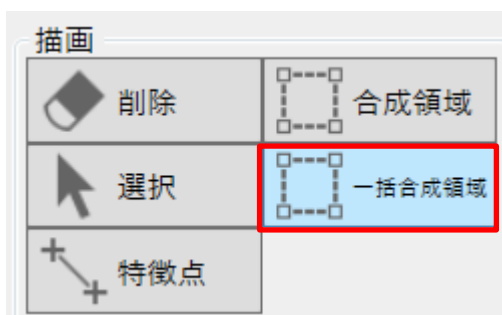 描画
削除
合成領域
選択
一括合成領域
特徴点